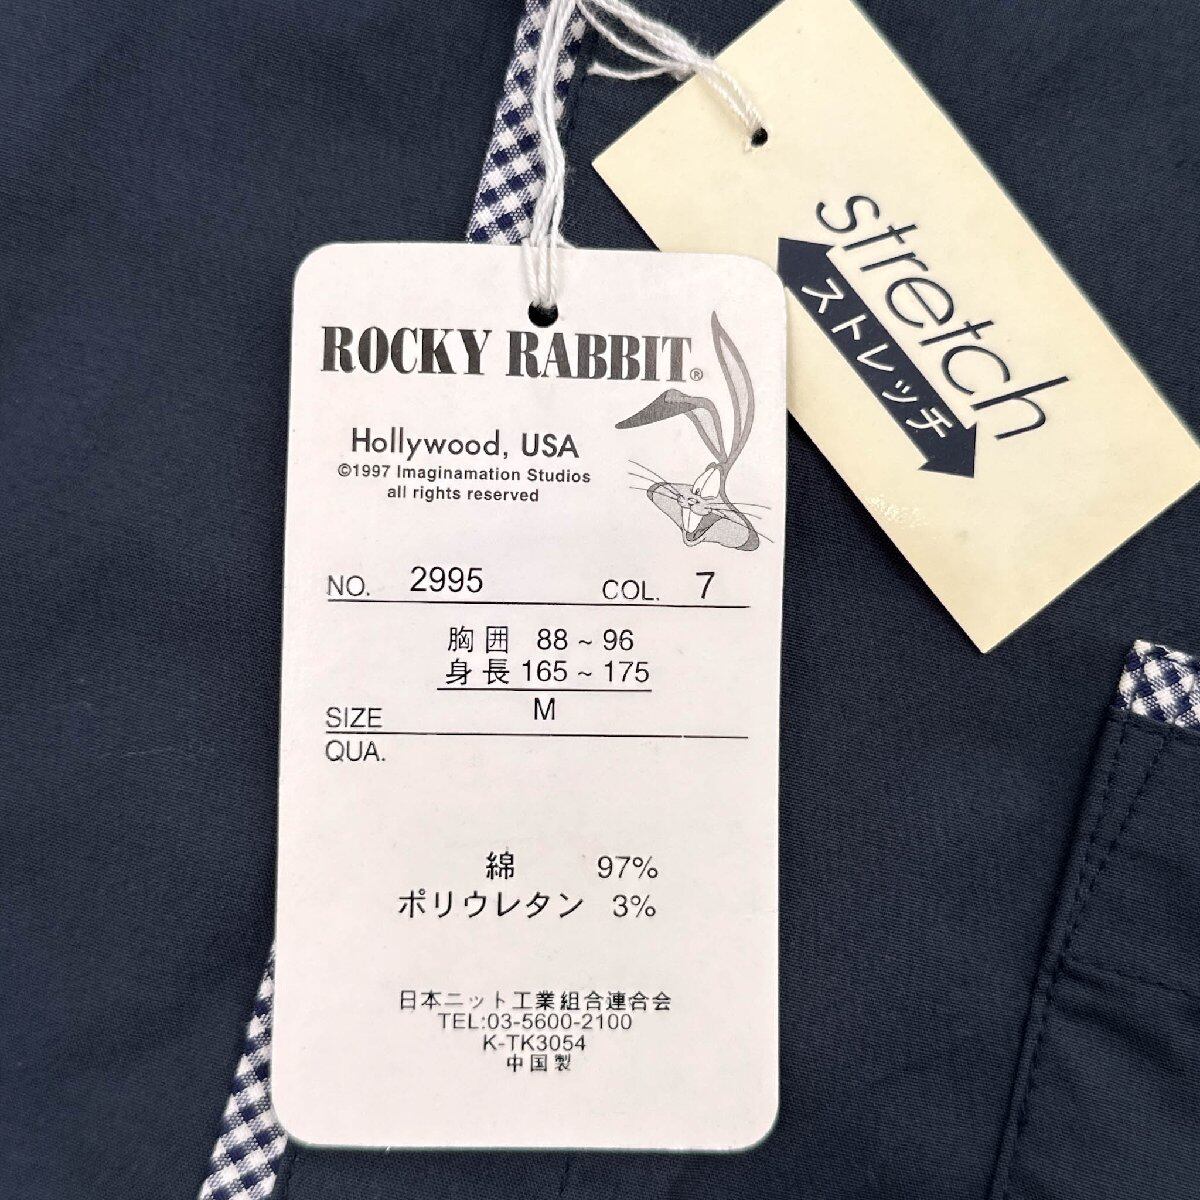 ROCKY RABBIT®
Hollywood, USA
©1997 Imaginamation Studios
all rights reserved
NO. 2995 COL. 7
胸囲 88 ~ 96
身長 165 ~ 175
SIZE M
QUA.
綿 97%
ポリウレタン 3%
日本ニット工業組合連合会
TEL:03-5600-2100
K-TK3054
中国製
stretch
ストレッチ